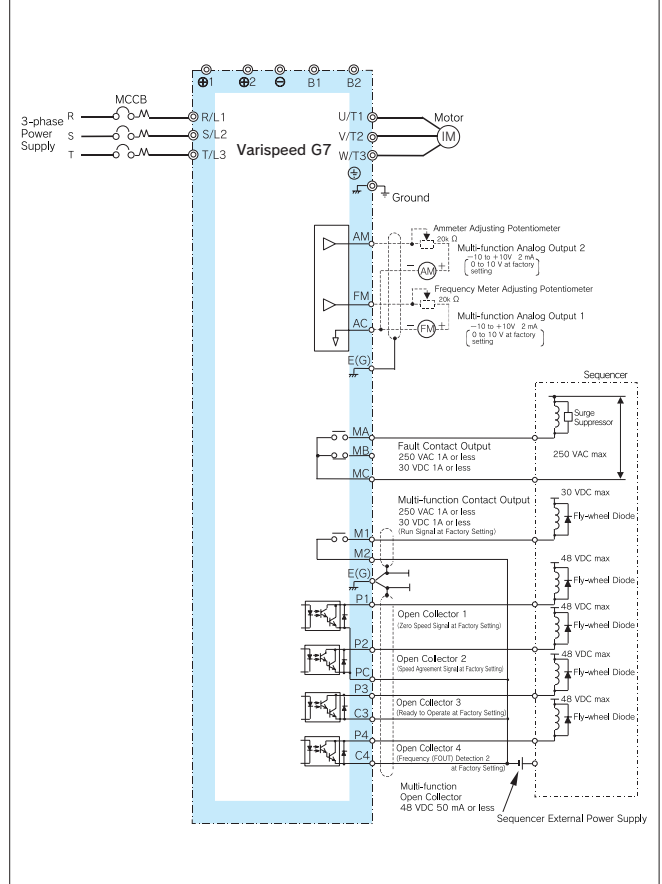 ⊕1 ⊕2 ⊖ B1 B2
MCCB
3-phase
Power
Supply
R
S
T
R/L1
S/L2
T/L3
Varispeed G7
U/T1
V/T2
W/T3
Motor
IM
Ground
AM
Ammeter Adjusting Potentiometer
20k Ω
Multi-function Analog Output 2
−10 to +10V 2 mA
0 to 10 V at factory
setting
− AM +
FM
Frequency Meter Adjusting Potentiometer
20k Ω
AC
Multi-function Analog Output 1
−10 to +10V 2 mA
0 to 10 V at factory
setting
− FM +
E(G)
Sequencer
Surge
Suppressor
250 VAC max
MA
MB
MC
Fault Contact Output
250 VAC 1A or less
30 VDC 1A or less
Multi-function Contact Output
250 VAC 1A or less
30 VDC 1A or less
(Run Signal at Factory Setting)
30 VDC max
Fly-wheel Diode
M1
M2
E(G)
48 VDC max
Fly-wheel Diode
P1
Open Collector 1
(Zero Speed Signal at Factory Setting)
48 VDC max
Fly-wheel Diode
P2
Open Collector 2
(Speed Agreement Signal at Factory Setting)
PC
48 VDC max
Fly-wheel Diode
P3
Open Collector 3
(Ready to Operate at Factory Setting)
C3
48 VDC max
Fly-wheel Diode
P4
Open Collector 4
(Frequency (FOUT) Detection 2
at Factory Setting)
C4
Multi-function
Open Collector
48 VDC 50 mA or less
Sequencer External Power Supply